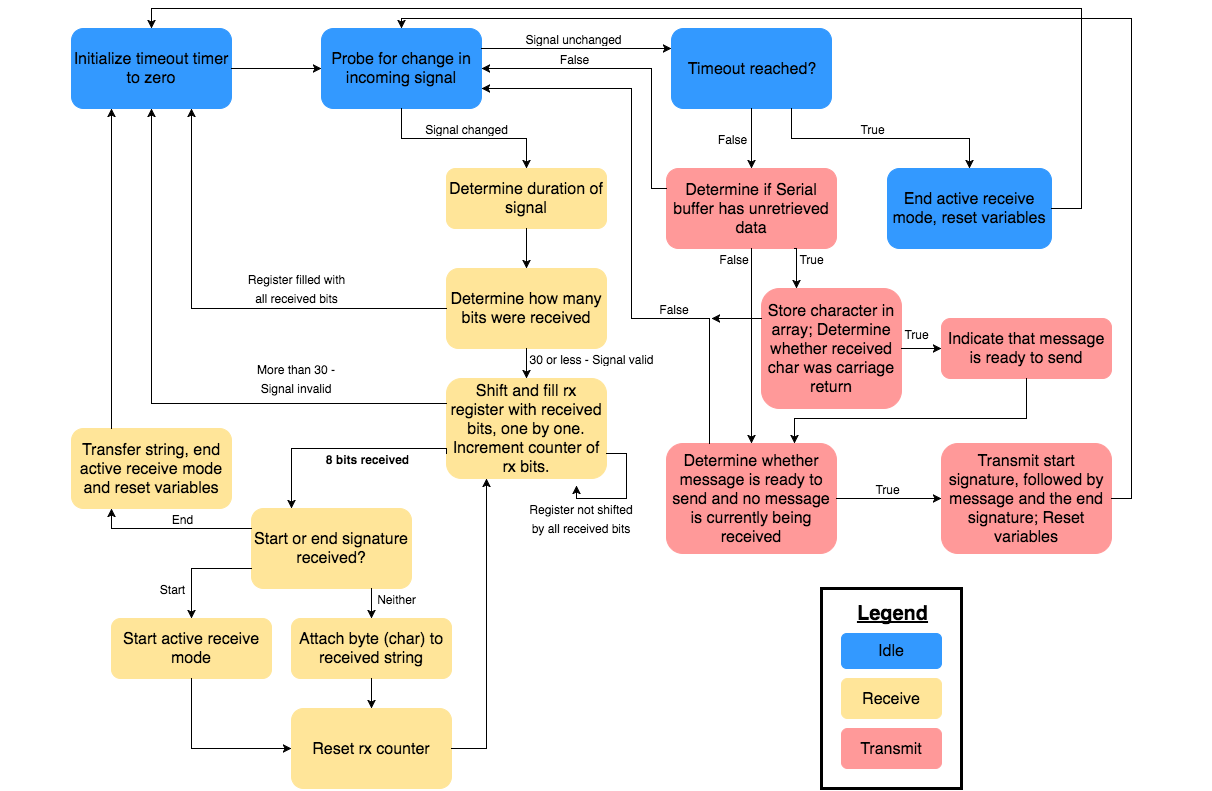 Initialize timeout timer
to zero
Probe for change in
incoming signal
Signal unchanged
False
Timeout reached?
Signal changed
False
True
Determine duration of
signal
Determine if Serial
buffer has unretrieved
data
End active receive
mode, reset variables
Register filled with
all received bits
Determine how many
bits were received
False
True
False
Store character in
array; Determine
whether received
char was carriage
return
True
Indicate that message
is ready to send
30 or less - Signal valid
More than 30 -
Signal invalid
Shift and fill rx
register with received
bits, one by one.
Increment counter of
rx bits.
Transfer string, end
active receive mode
and reset variables
8 bits received
Register not shifted
by all received bits
Determine whether
message is ready to
send and no message
is currently being
received
True
Transmit start
signature, followed by
message and the end
signature; Reset
variables
End
Start or end signature
received?
Start
Neither
Start active receive
mode
Attach byte (char) to
received string
Reset rx counter
Legend
Idle
Receive
Transmit